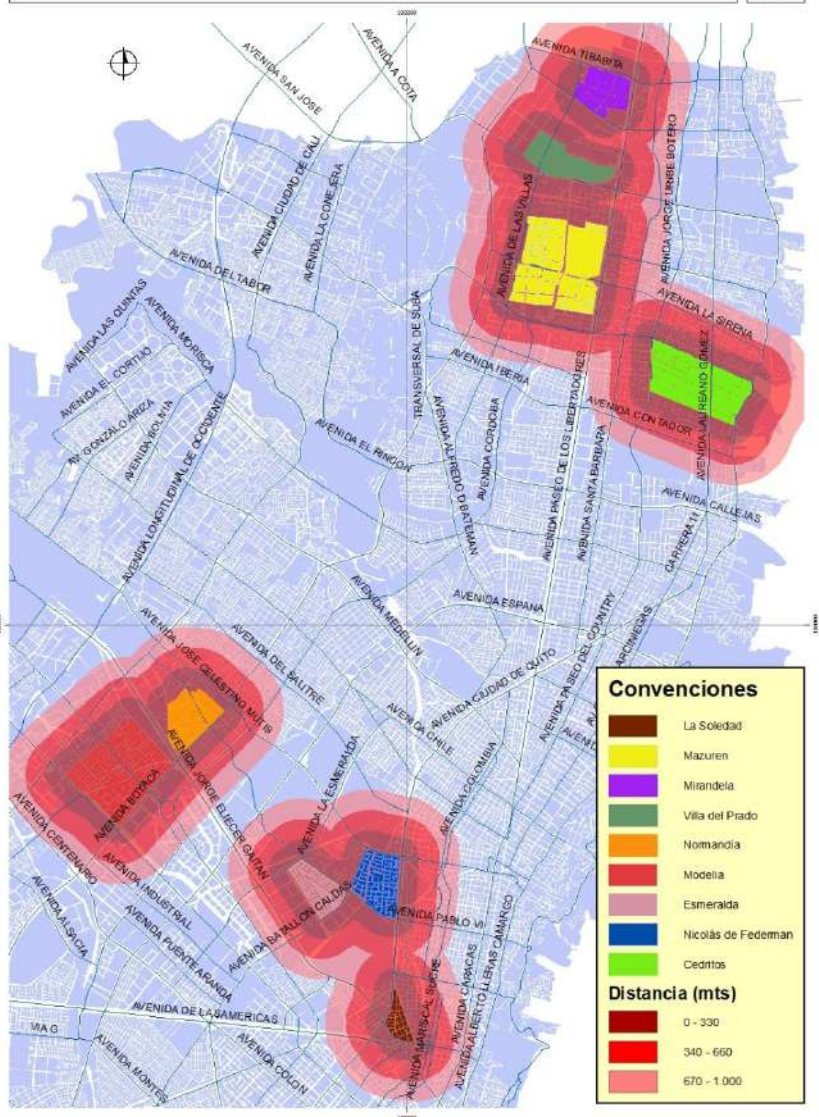 AVENIDA TIBABITA
AVENIDA SAN JOSE
AVENIDA A COTA
AVENIDA CIUDAD DE CALI
AVENIDA LA CONEJERA
AVENIDA JORGE URIBE BOTERO
AVENIDA DE LAS VILLAS
AVENIDA DEL TABOR
AVENIDA LAS QUINTAS
AVENIDA MORISCA
AVENIDA LA SIRENA
AVENIDA EL CORTIJO
TRANSVERSAL DE SUBA
AVENIDA IBERIA
AVENIDA LAUREANO GOMEZ
AV. GONZALO ARIZA
AVENIDA BOLIVIA
AVENIDA CONTADOR
AVENIDA LONGITUDINAL DE OCCIDENTE
AVENIDA EL RINCON
AVENIDA ALFREDO D BATEMAN
AVENIDA CORDOBA
AVENIDA PASEO DE LOS LIBERTADORES
AVENIDA SANTA BARBARA
AVENIDA CALLEJAS
CARRERA 11
AVENIDA MEDELLIN
AVENIDA ESPANA
AVENIDA JOSE CELESTINO MUTIS
AVENIDA DEL SALITRE
AVENIDA PASEO DEL COUNTRY
AVENIDA CIUDAD DE QUITO
AVENIDA CHILE
AVENIDA JORGE ELIECER GAITAN
AVENIDA LA ESMERALDA
AVENIDA COLOMBIA
AVENIDA BOYACA
AVENIDA CENTENARIO
AVENIDA INDUSTRIAL
AVENIDA ALSACIA
AVENIDA PUENTE ARANDA
AVENIDA BATALLON CALDAS
AVENIDA PABLO VI
AVENIDA MARISCAL SUCRE
AVENIDA CARACAS
AVENIDA ALBERTO LLERAS CAMARGO
AVENIDA DE LAS AMERICAS
AVENIDA COLON
AVENIDA MONTES
Convenciones
La Soledad
Mazuren
Mirandela
Villa del Prado
Normandía
Modelia
Esmeralda
Nicolás de Federman
Cedritos
Distancia (mts)
0 - 330
340 - 660
670 - 1.000